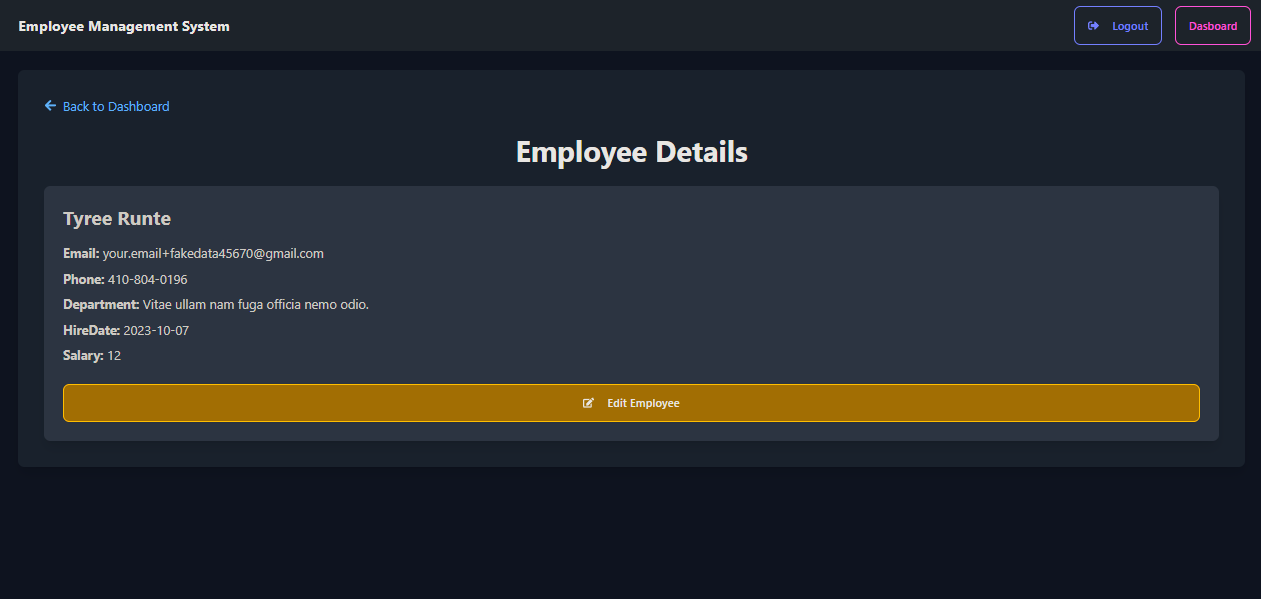 Employee Management System
Logout
Dasboard
Back to Dashboard
Employee Details
Tyree Runte
Email: your.email+fakedata45670@gmail.com
Phone: 410-804-0196
Department: Vitae ullam nam fuga officia nemo odio.
HireDate: 2023-10-07
Salary: 12
Edit Employee